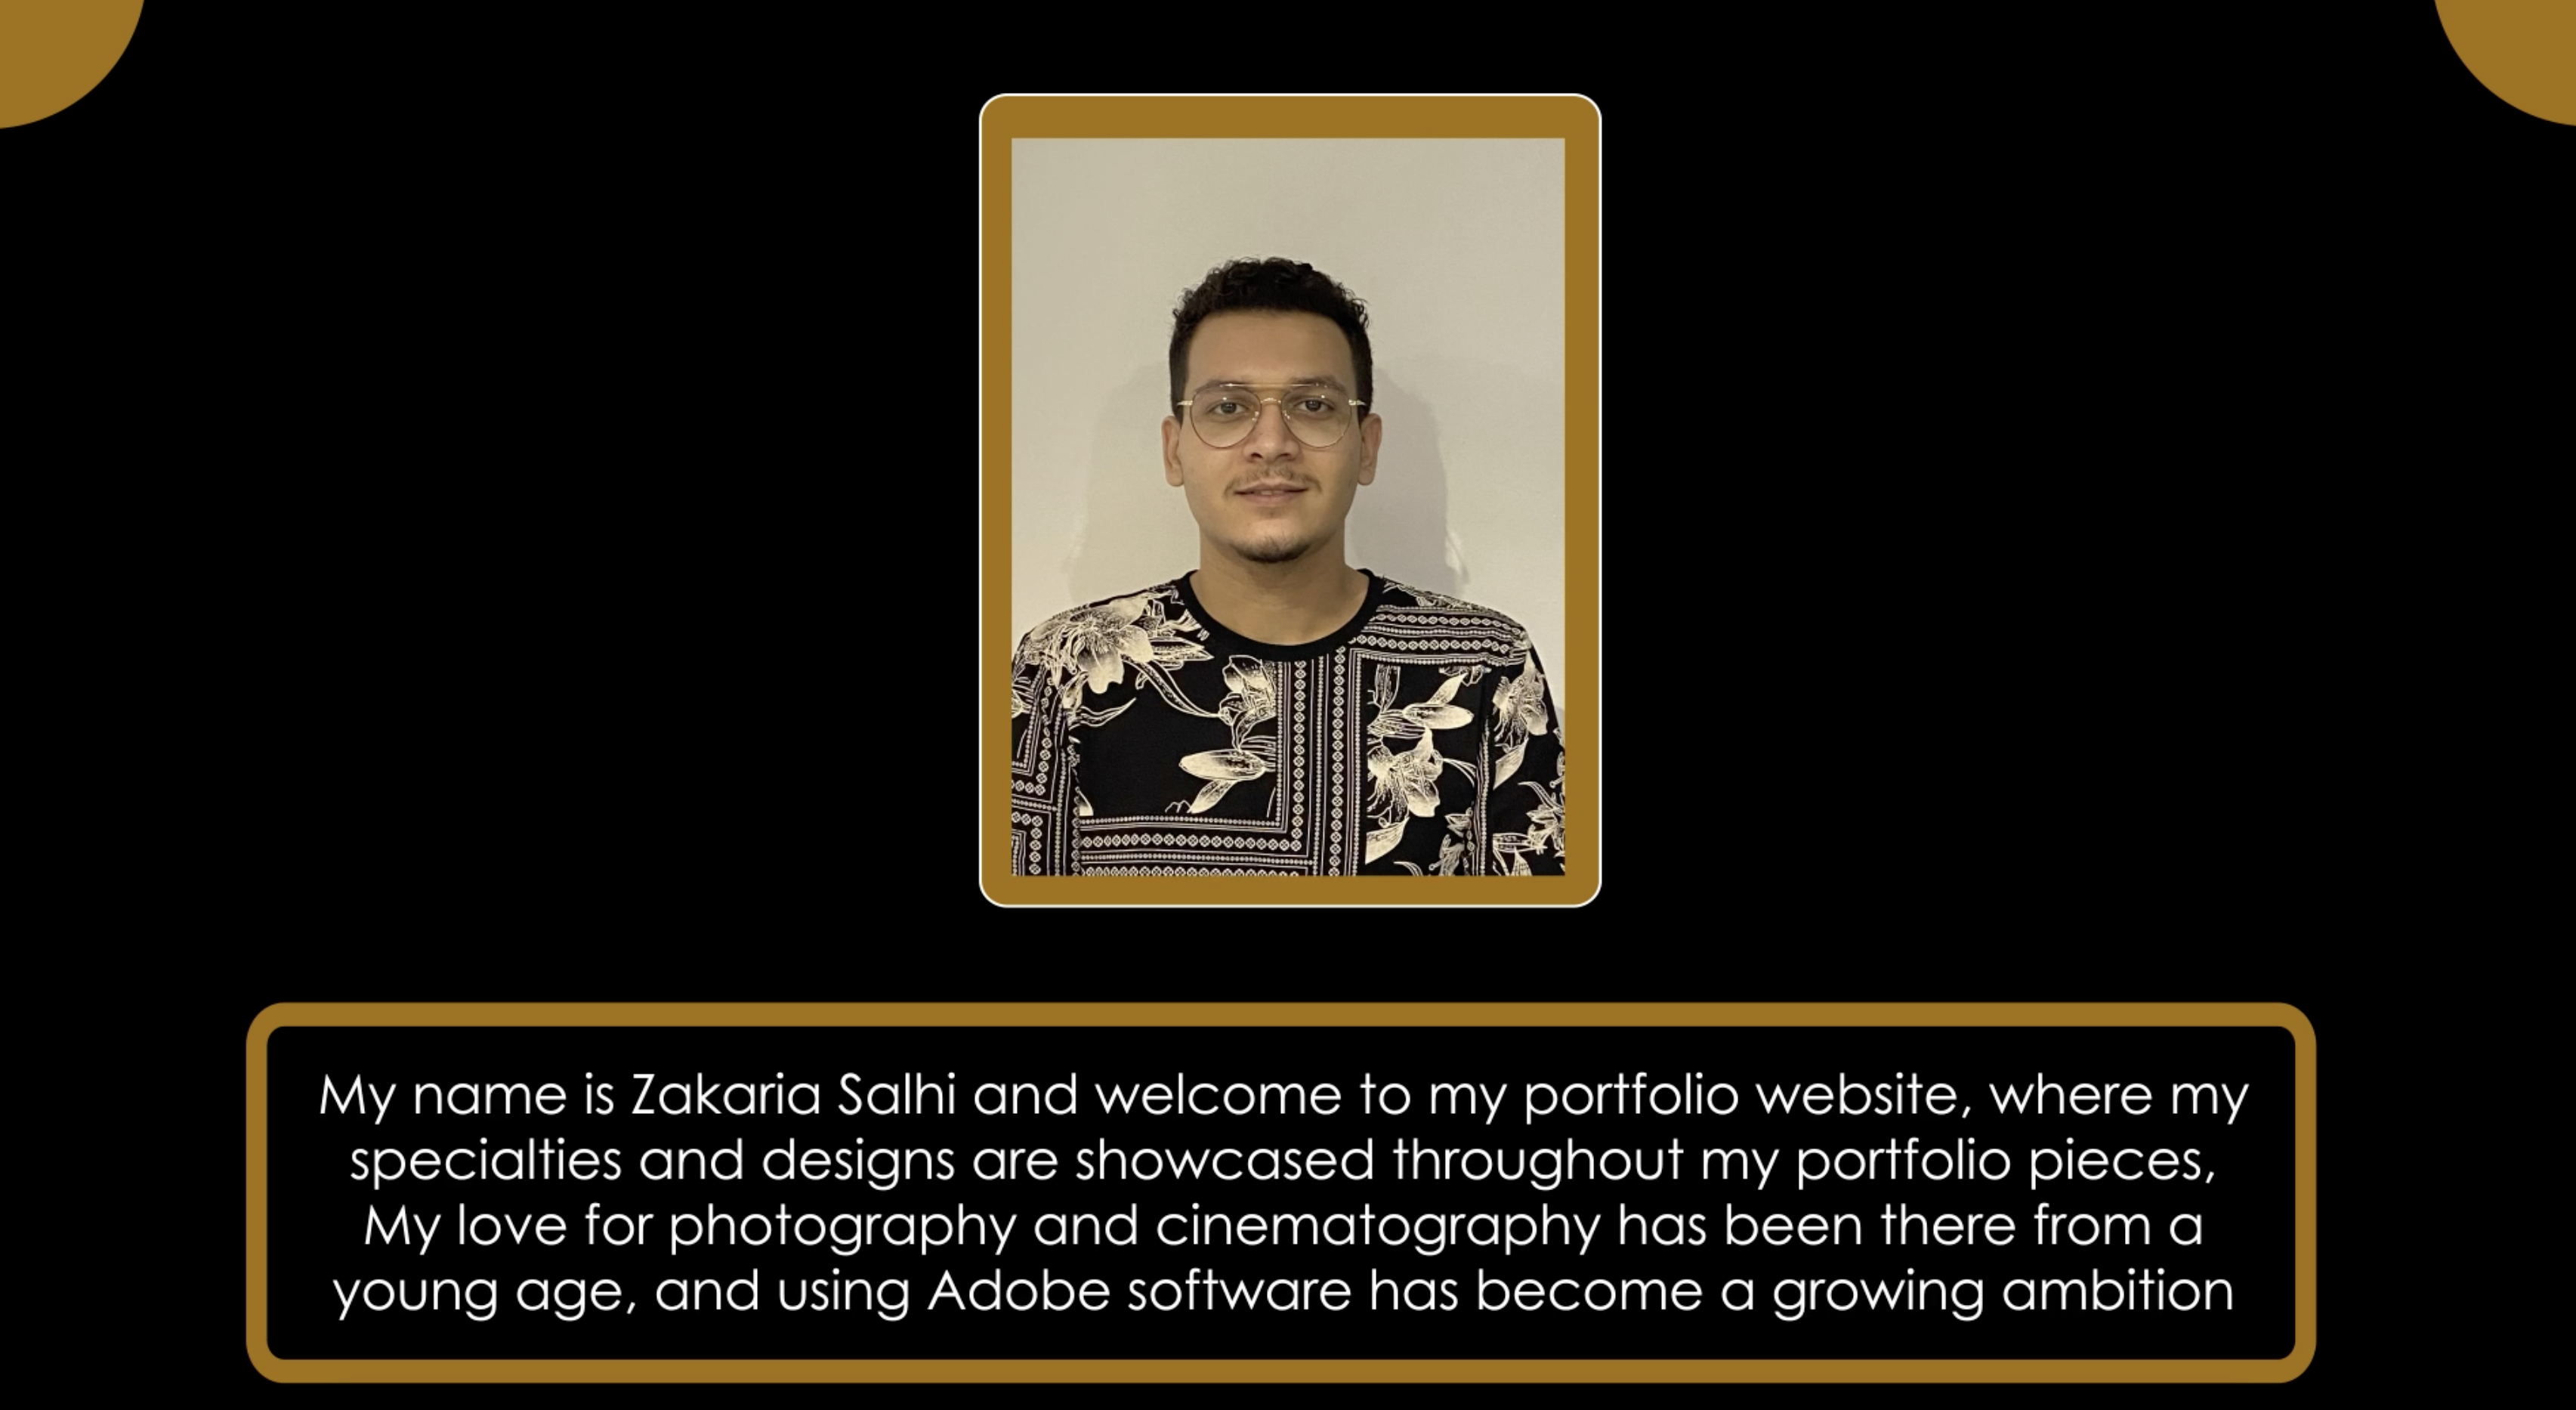 My name is Zakaria Salhi and welcome to my portfolio website, where my
specialties and designs are showcased throughout my portfolio pieces,
My love for photography and cinematography has been there from a
young age, and using Adobe software has become a growing ambition